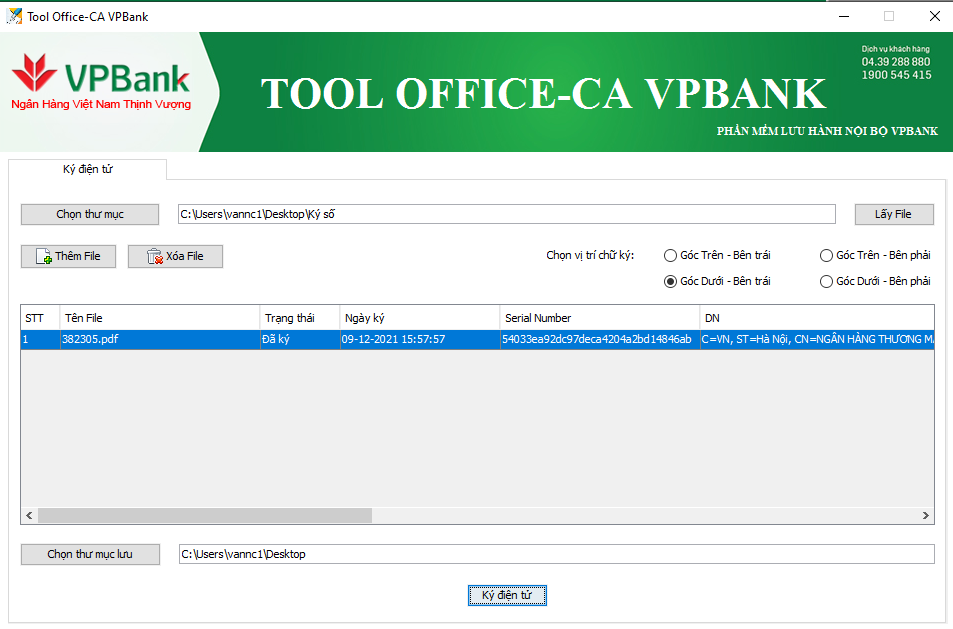 Tool Office-CA VPBank
VPBank
Ngân Hàng Việt Nam Thịnh Vượng
TOOL OFFICE-CA VPBANK
Dịch vụ khách hàng
04.39 288 880
1900 545 415
PHẦN MỀM LƯU HÀNH NỘI BỘ VPBANK
Ký điện tử
Chọn thư mục
C:\Users\vannc1\Desktop\Ký số
Lấy File
Thêm File
Xóa File
Chọn vị trí chữ ký:
Góc Trên - Bên trái
Góc Trên - Bên phải
Góc Dưới - Bên trái
Góc Dưới - Bên phải
STT Tên File Trạng thái Ngày ký Serial Number DN
1 382305.pdf Đã ký 09-12-2021 15:57:57 54033ea92dc97deca4204a2bd14846ab C=VN, ST=Hà Nội, CN=NGÂN HÀNG THƯƠNG
Chọn thư mục lưu
C:\Users\vannc1\Desktop
Ký điện tử